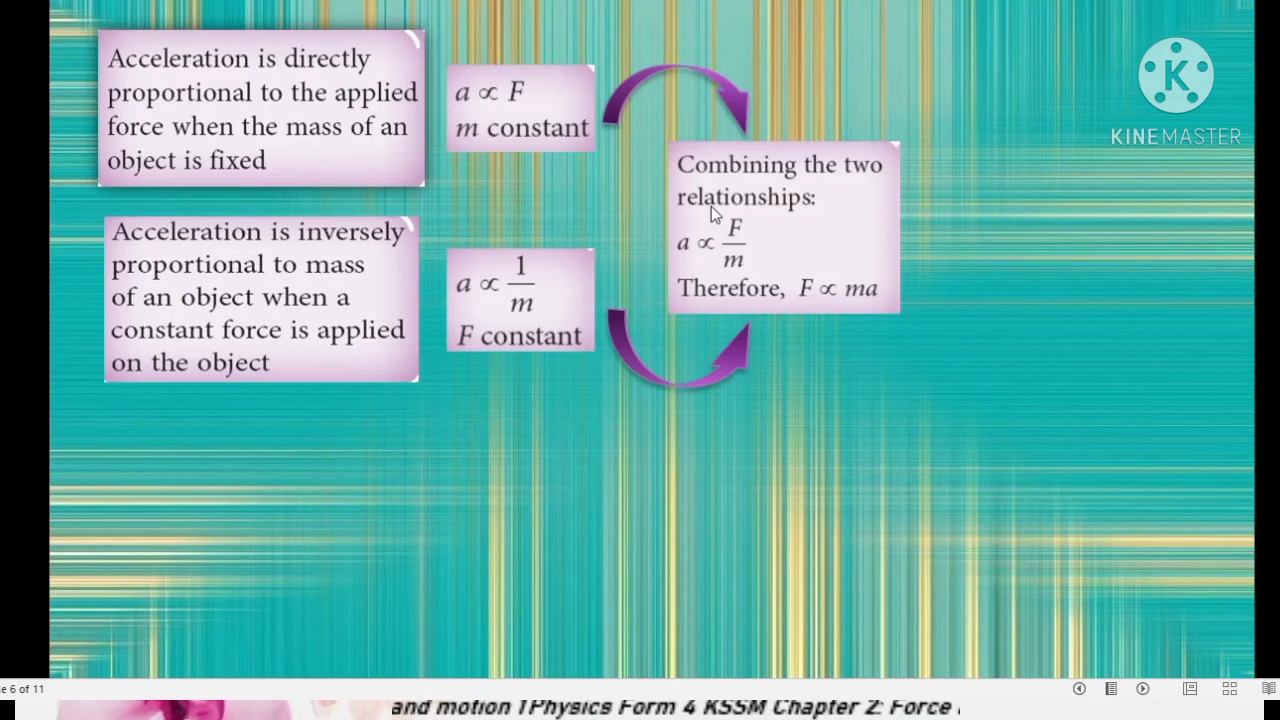 Acceleration is directly
proportional to the applied
force when the mass of an
object is fixed
a ∝ F
m constant
Acceleration is inversely
proportional to mass
of an object when a
constant force is applied
on the object
a ∝ 1/m
F constant
Combining the two
relationships:
a ∝ F/m
Therefore, F ∝ ma
KINEMASTER
6 of 11
and motion 1Physics Form 4 KSSM Chapter 2: Force